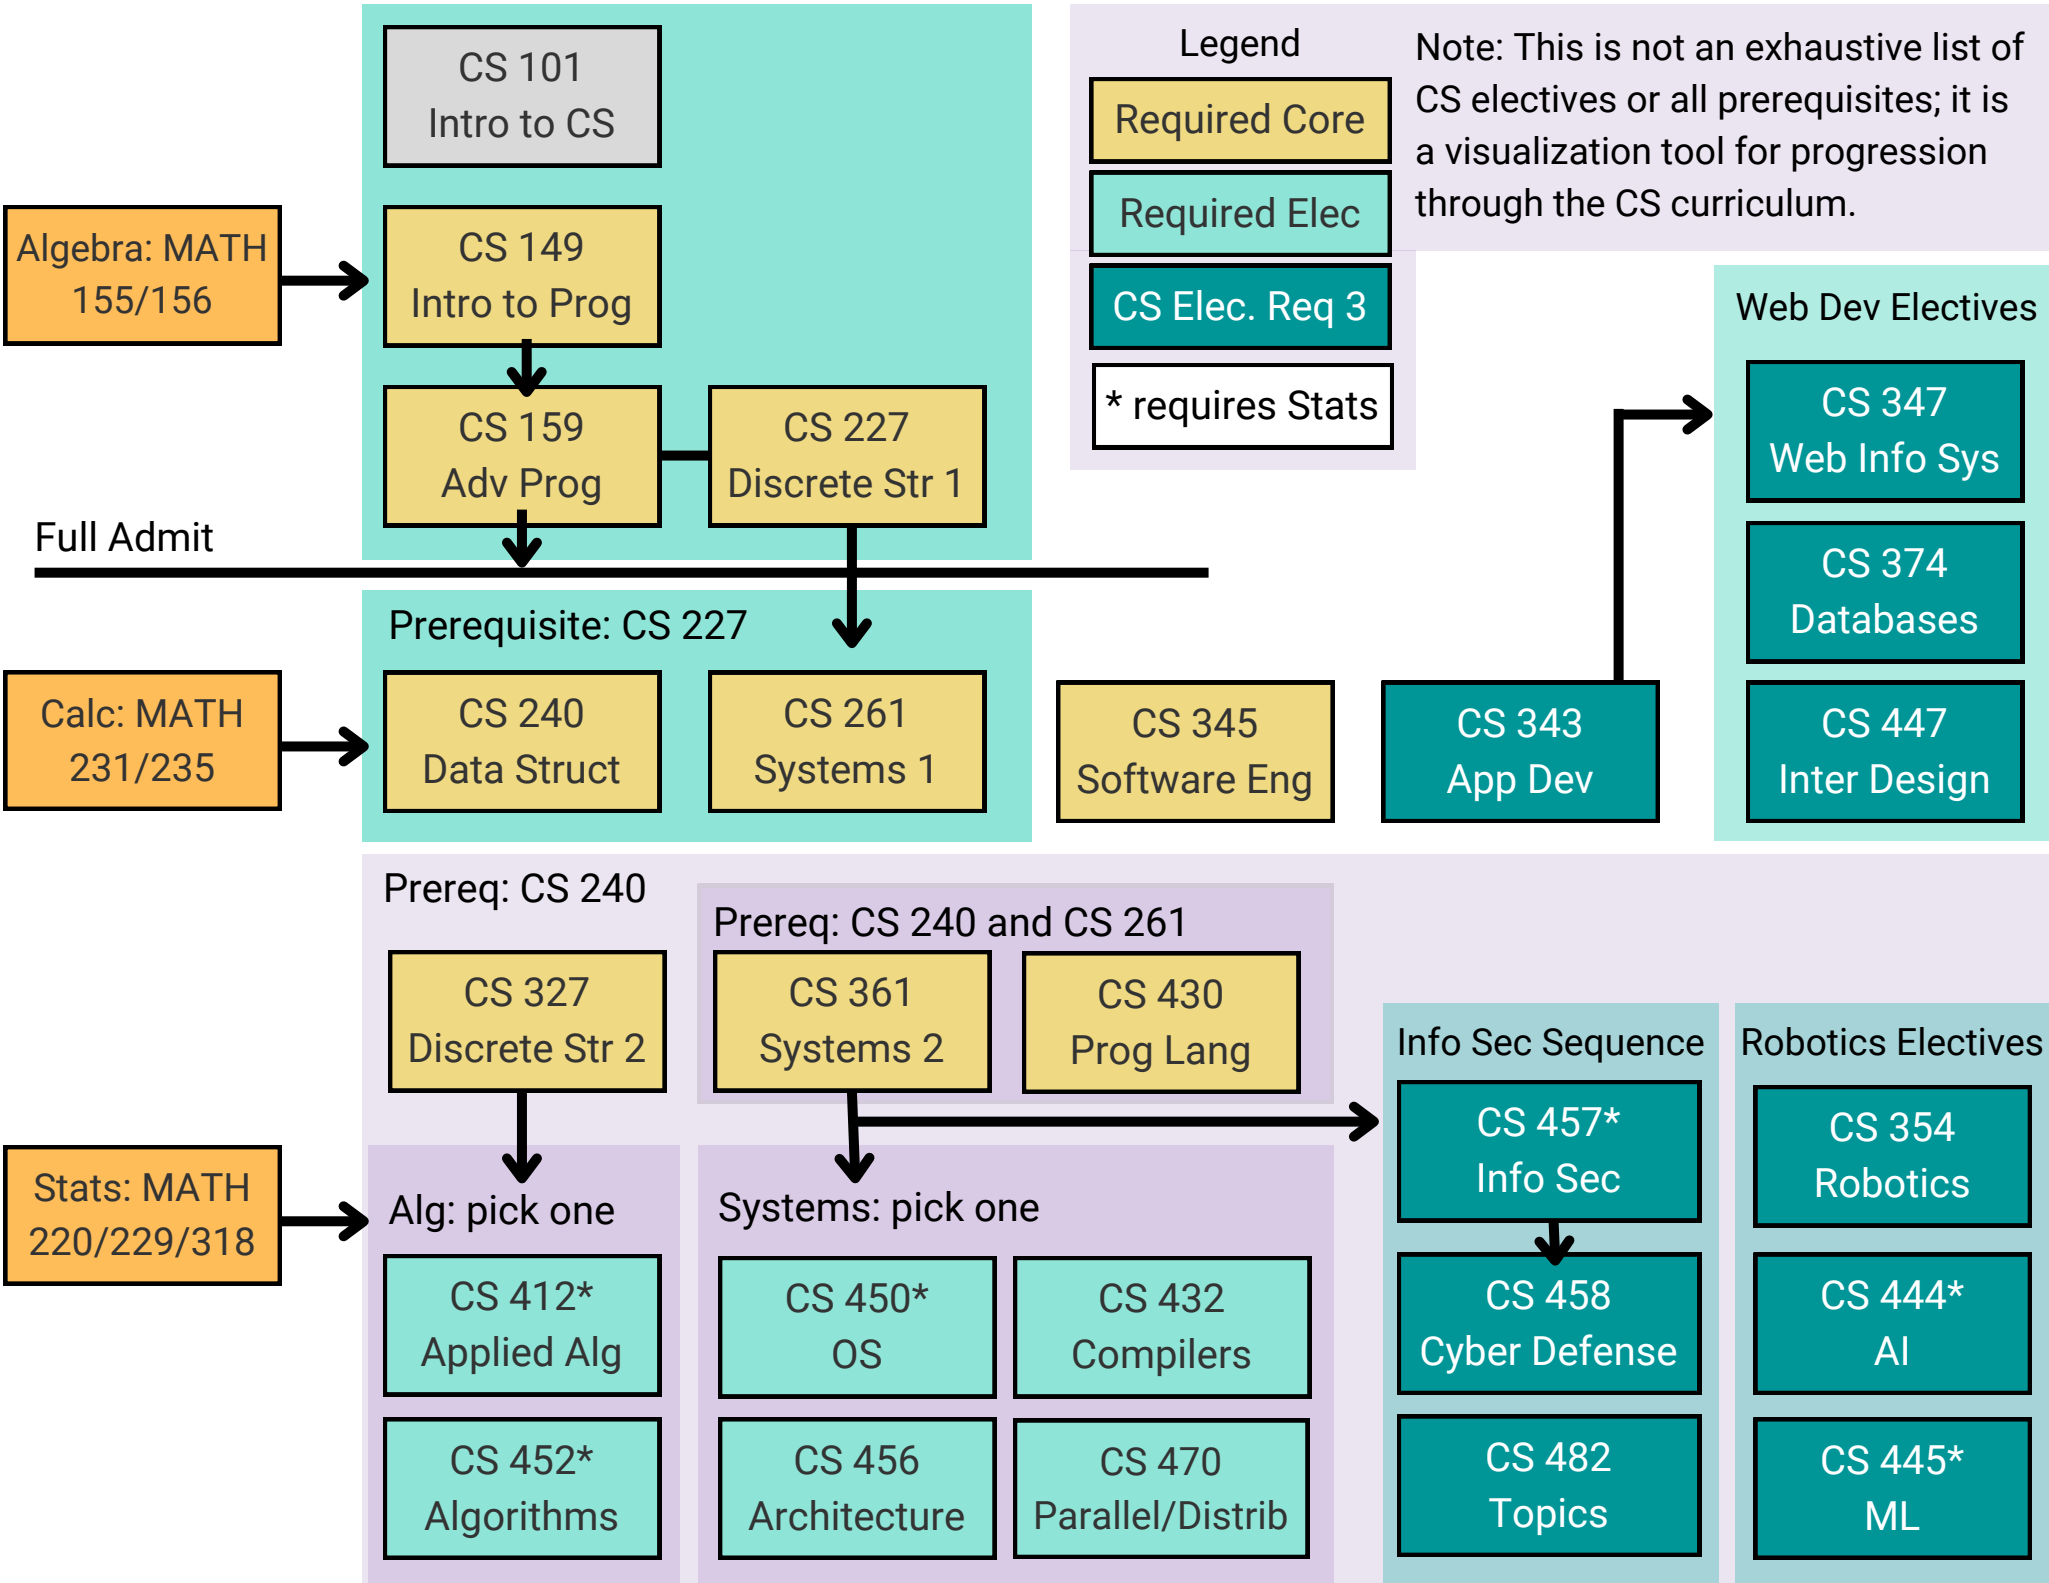 CS 101
Intro to CS
Legend
Required Core
Required Elec
CS Elec. Req 3
* requires Stats
Note: This is not an exhaustive list of
CS electives or all prerequisites; it is
a visualization tool for progression
through the CS curriculum.
Algebra: MATH
155/156
CS 149
Intro to Prog
CS 159
Adv Prog
CS 227
Discrete Str 1
Full Admit
Web Dev Electives
CS 347
Web Info Sys
CS 374
Databases
CS 447
Inter Design
Prerequisite: CS 227
Calc: MATH
231/235
CS 240
Data Struct
CS 261
Systems 1
CS 345
Software Eng
CS 343
App Dev
Prereq: CS 240
Prereq: CS 240 and CS 261
CS 327
Discrete Str 2
CS 361
Systems 2
CS 430
Prog Lang
Stats: MATH
220/229/318
Alg: pick one
CS 412*
Applied Alg
CS 452*
Algorithms
Systems: pick one
CS 450*
OS
CS 432
Compilers
CS 456
Architecture
CS 470
Parallel/Distrib
Info Sec Sequence
CS 457*
Info Sec
CS 458
Cyber Defense
CS 482
Topics
Robotics Electives
CS 354
Robotics
CS 444*
AI
CS 445*
ML